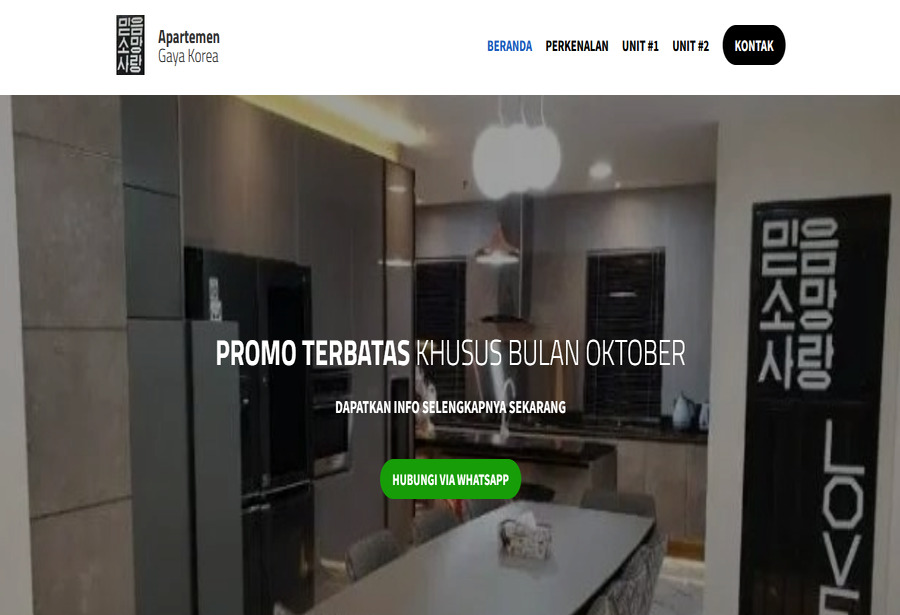 믿음
소망
사랑
Apartemen
Gaya Korea
BERANDA PERKENALAN UNIT #1 UNIT #2 KONTAK
믿음
소망
사랑
LOVE
PROMO TERBATAS KHUSUS BULAN OKTOBER
DAPATKAN INFO SELENGKAPNYA SEKARANG
HUBUNGI VIA WHATSAPP